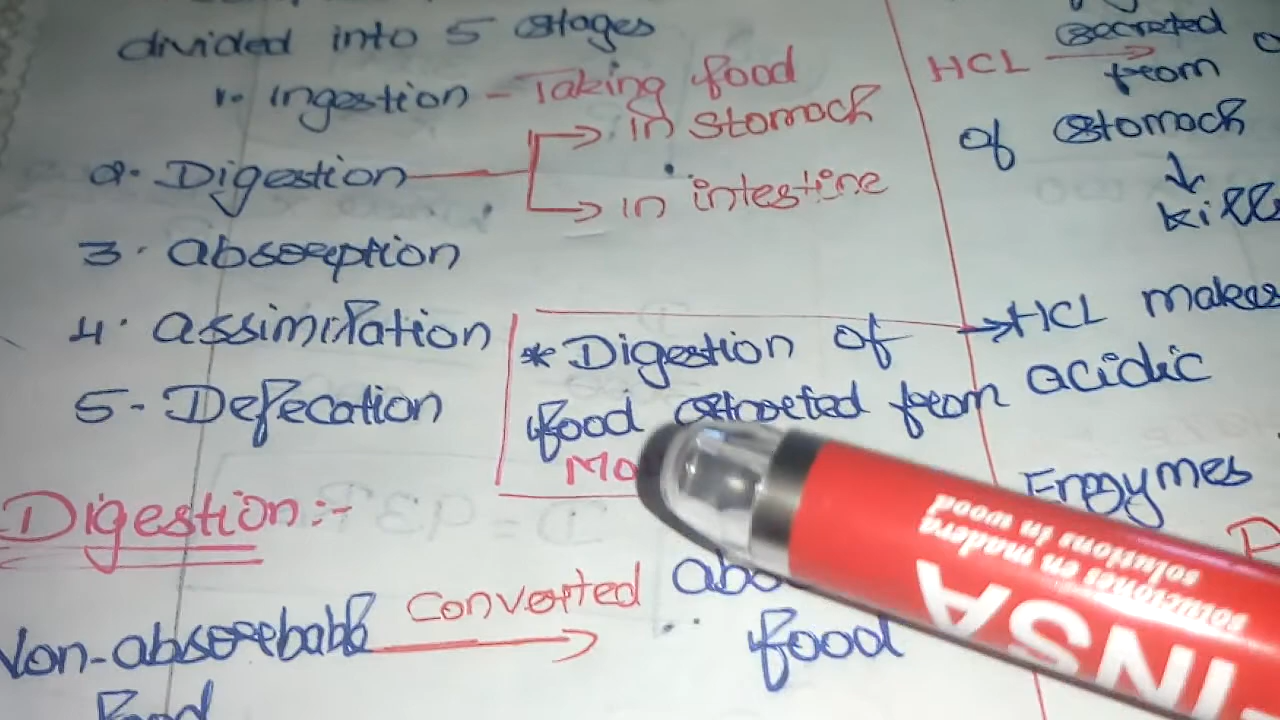 divided into 5 stages
1. Ingestion - Taking food
in stomach
2. Digestion
in intestine
3. absorption
4. assimilation
5- Defecation
* Digestion of
food started from
Digestion:-
Non-absorbable converted
food
Food
secreted
HCL from
of stomach
HCL makes
acidic
Enzymes
soluciones en madera
solutions in wood